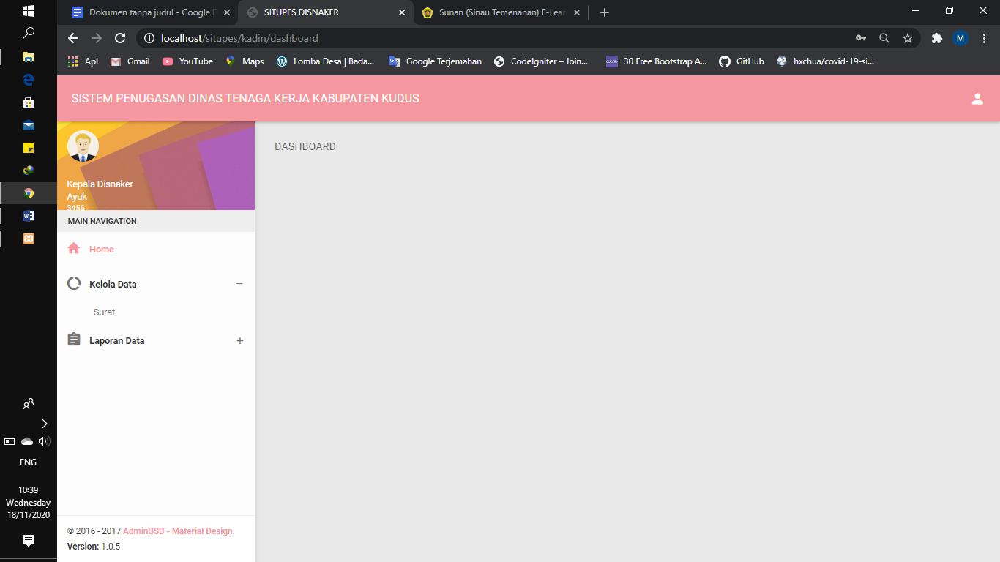 Dokumen tanpa judul - Google D
SITUPES DISNAKER
Sunan (Sinau Temenanan) E-Lear
localhost/situpes/kadin/dashboard
M
Apl
Gmail
YouTube
Maps
Lomba Desa | Bada...
Google Terjemahan
CodeIgniter – Join...
30 Free Bootstrap A...
GitHub
hxchua/covid-19-si...
SISTEM PENUGASAN DINAS TENAGA KERJA KABUPATEN KUDUS
Kepala Disnaker
Ayuk
3456
MAIN NAVIGATION
Home
Kelola Data
Surat
Laporan Data
DASHBOARD
© 2016 - 2017 AdminBSB - Material Design.
Version: 1.0.5
ENG
10:39
Wednesday
18/11/2020